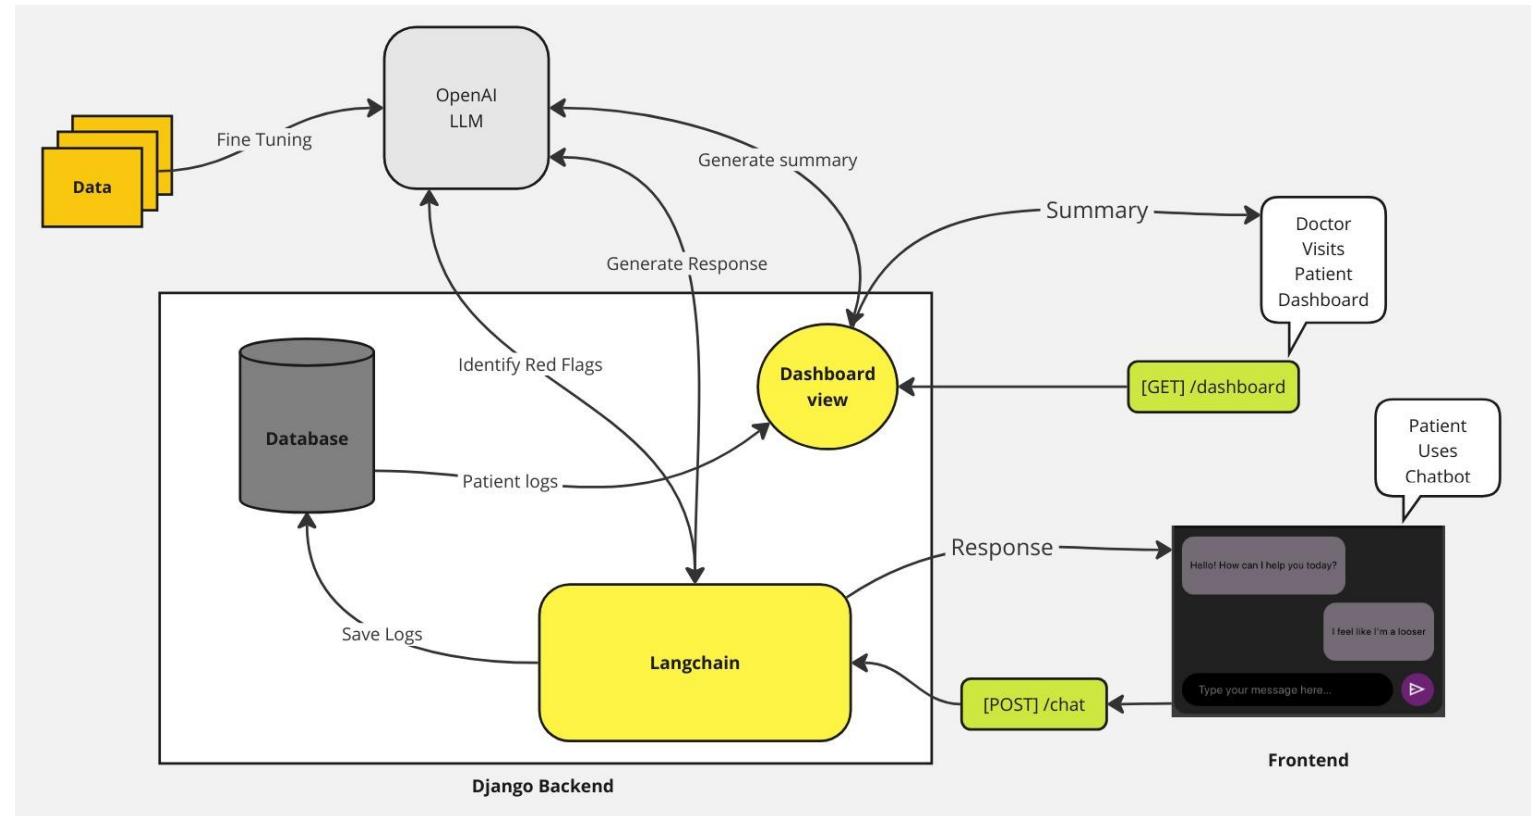 OpenAI
LLM
Fine Tuning
Data
Generate summary
Summary
Doctor
Visits
Patient
Dashboard
Generate Response
Identify Red Flags
Dashboard
view
[GET] /dashboard
Database
Patient logs
Patient
Uses
Chatbot
Response
Hello! How can I help you today?
I feel like I'm a looser
Type your message here...
Save Logs
Langchain
[POST] /chat
Frontend
Django Backend